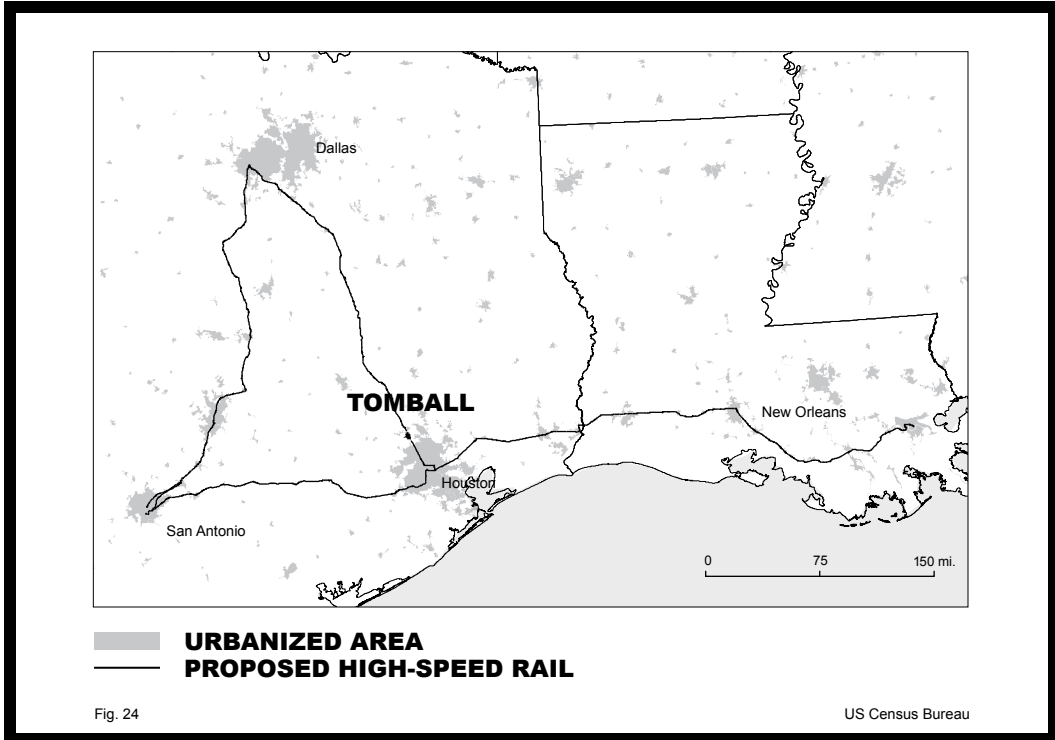 Dallas
TOMBALL
New Orleans
Houston
San Antonio
0 75 150 mi.
URBANIZED AREA
PROPOSED HIGH-SPEED RAIL
Fig. 24 US Census Bureau